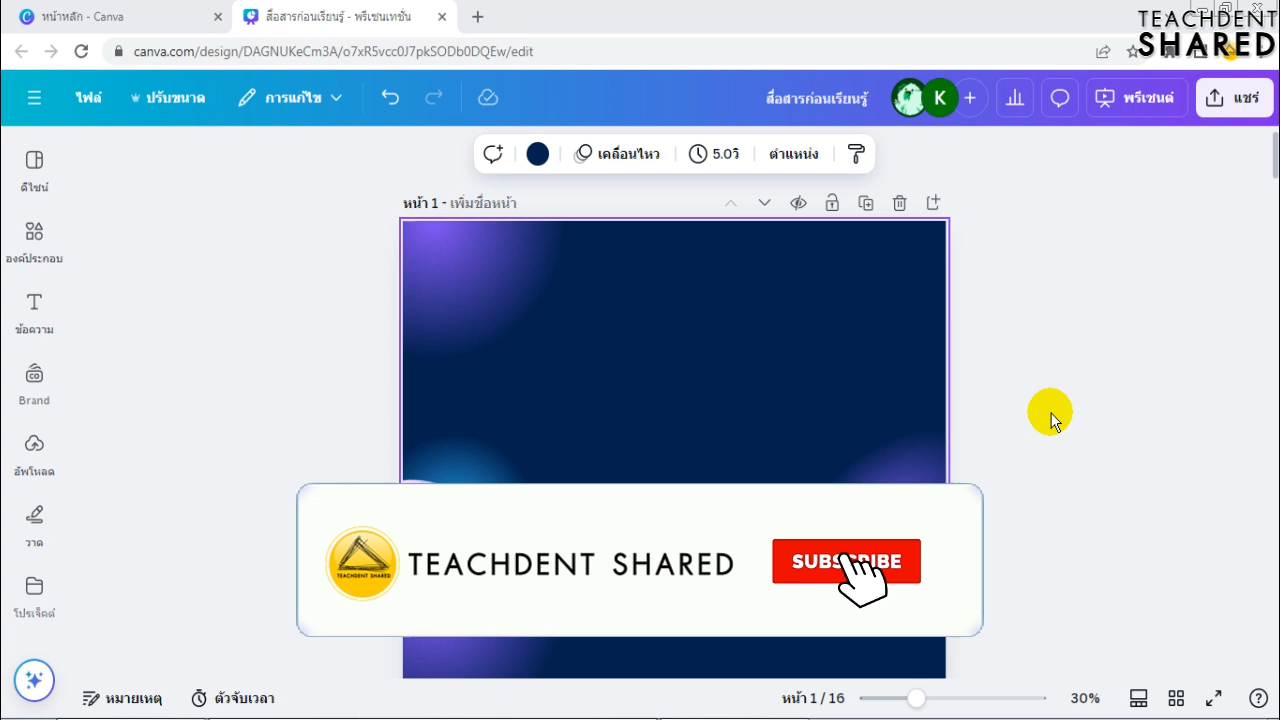 หน้าหลัก - Canva
สื่อสารก่อนเรียนรู้ - พรีเซนเทชั่น
TEACHDENT
SHARED
canva.com/design/DAGNUKeCm3A/o7xR5vcc0J7pkSODb0DQEw/edit
ไฟล์
ปรับขนาด
การแก้ไข
สื่อสารก่อนเรียนรู้
K
พรีเซนต์
แชร์
เคลื่อนไหว
5.0วิ
ตำแหน่ง
หน้า 1 - เพิ่มชื่อหน้า
ดีไซน์
องค์ประกอบ
ข้อความ
Brand
อัพโหลด
วาด
โปรเจ็คต์
TEACHDENT SHARED
TEACHDENT SHARED
SUBSCRIBE
หมายเหตุ
ตัวจับเวลา
หน้า 1 / 16
30%